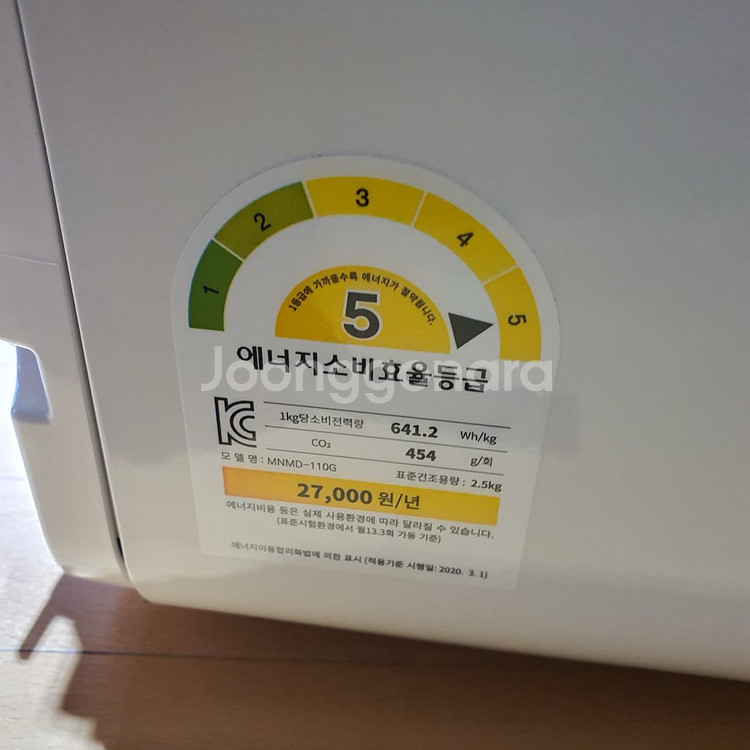 1 2 3 4 5
1등급에 가까울수록 에너지가 절약됩니다.
5
에너지소비효율등급
Joonggonara
1kg당소비전력량 641.2 Wh/kg
CO₂ 454 g/회
모 델 명 : MNMD-110G 표준건조용량 : 2.5kg
27,000 원/년
에너지비용 등은 실제 사용환경에 따라 달라질 수 있습니다.
(표준시험환경에서 월13.3회 가동 기준)
에너지이용합리화법에 의한 표시 (적용기준 시행일: 2020. 3. 1)